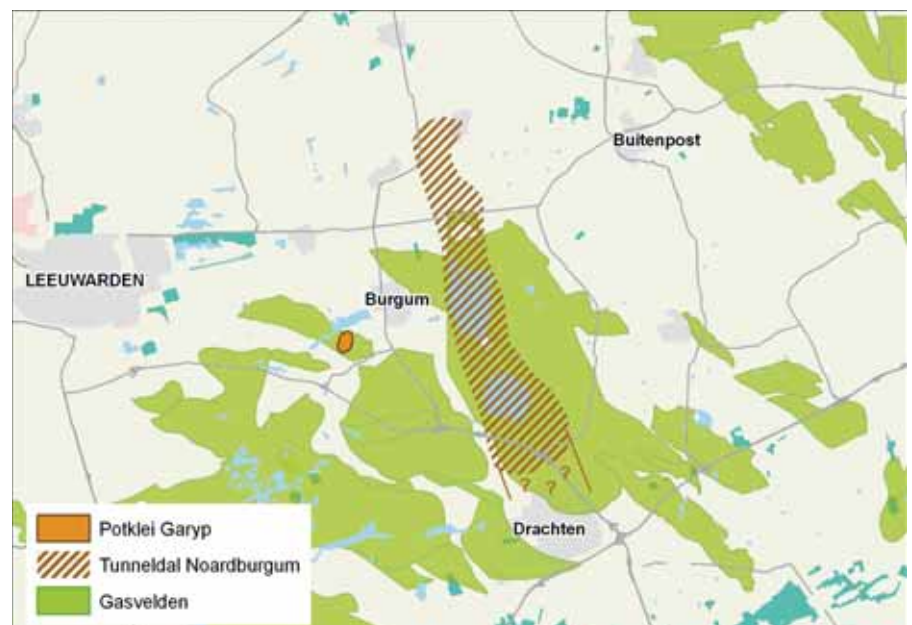 Buitenpost
LEEUWARDEN
Burgum
? ? ?
Drachten
Potklei Garyp
Tunneldal Noardburgum
Gasvelden